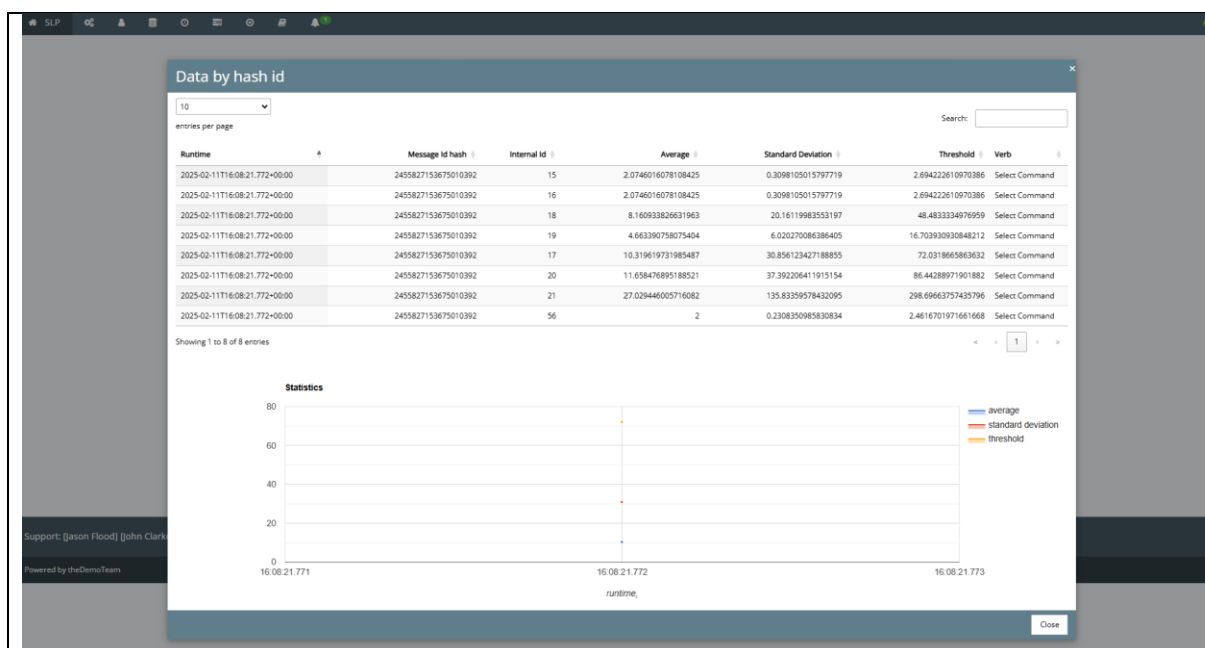 SLP
1
Data by hash id
×
10
entries per page
Search:
Runtime Message Id hash Internal Id Average Standard Deviation Threshold Verb
2025-02-11T16:08:21.772+00:00 2455827153675010392 15 2.0746016078108425 0.3098105015797719 2.694222610970386 Select Command
2025-02-11T16:08:21.772+00:00 2455827153675010392 16 2.0746016078108425 0.3098105015797719 2.694222610970386 Select Command
2025-02-11T16:08:21.772+00:00 2455827153675010392 18 8.160933826631963 20.16119983553197 48.4833334976959 Select Command
2025-02-11T16:08:21.772+00:00 2455827153675010392 19 4.663390758075404 6.020270086386405 16.703930930848212 Select Command
2025-02-11T16:08:21.772+00:00 2455827153675010392 17 10.319619731985487 30.856123427188855 72.0318665863632 Select Command
2025-02-11T16:08:21.772+00:00 2455827153675010392 20 11.658476895188521 37.392206411915154 86.44288971901882 Select Command
2025-02-11T16:08:21.772+00:00 2455827153675010392 21 27.029446005716082 135.83359578432095 298.69663757435796 Select Command
2025-02-11T16:08:21.772+00:00 2455827153675010392 56 2 0.2308350985830834 2.4616701971661668 Select Command
Showing 1 to 8 of 8 entries
« ‹ 1 › »
Statistics
80
60
40
20
0
average
standard deviation
threshold
16:08:21.771 16:08:21.772 16:08:21.773
runtime,
Support: [Jason Flood] [John Clark
Powered by theDemoTeam
Close